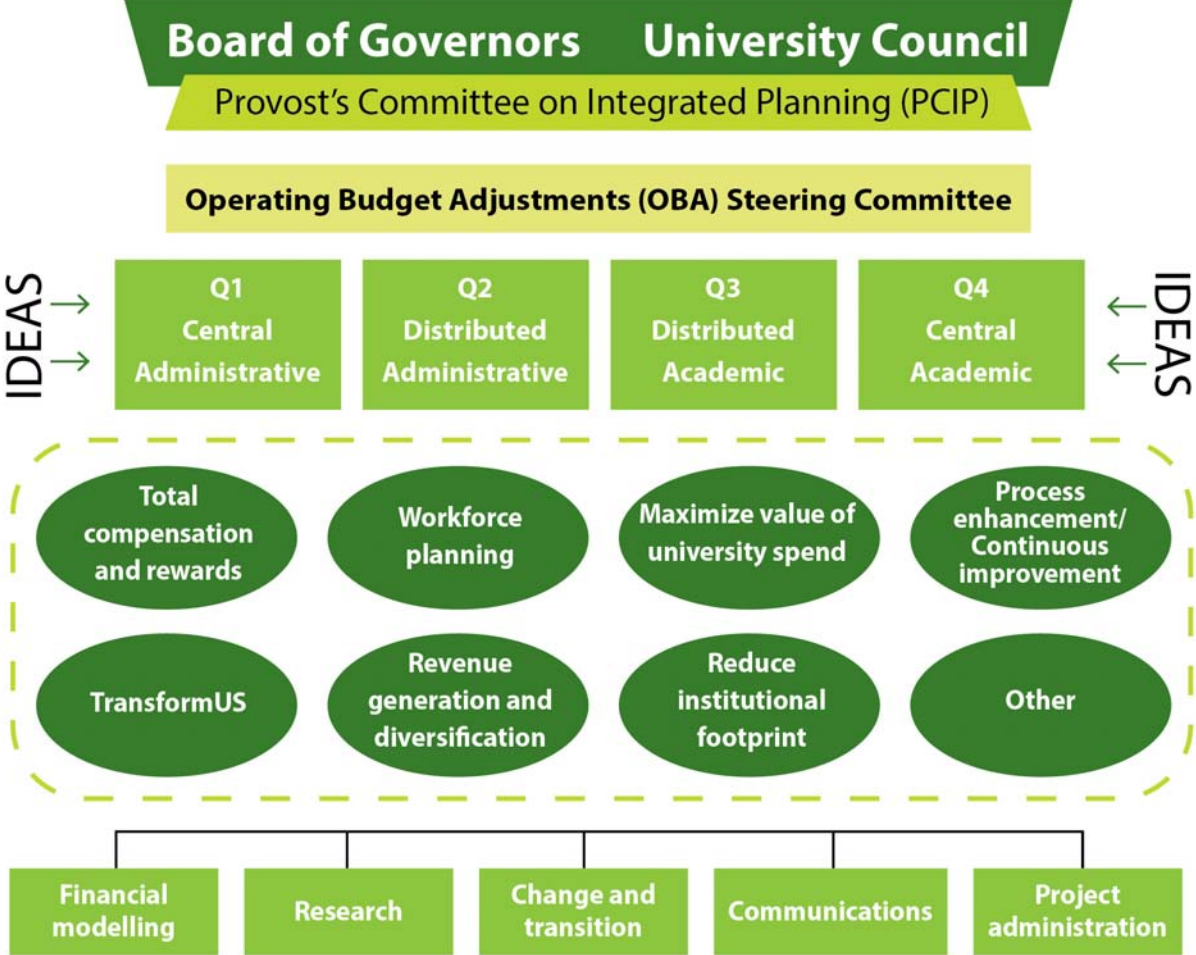 Board of Governors University Council
Provost’s Committee on Integrated Planning (PCIP)
Operating Budget Adjustments (OBA) Steering Committee
IDEAS
Q1
Central
Administrative
Q2
Distributed
Administrative
Q3
Distributed
Academic
Q4
Central
Academic
IDEAS
Total
compensation
and rewards
Workforce
planning
Maximize value of
university spend
Process
enhancement/
Continuous
improvement
TransformUS
Revenue
generation and
diversification
Reduce
institutional
footprint
Other
Financial
modelling
Research
Change and
transition
Communications
Project
administration